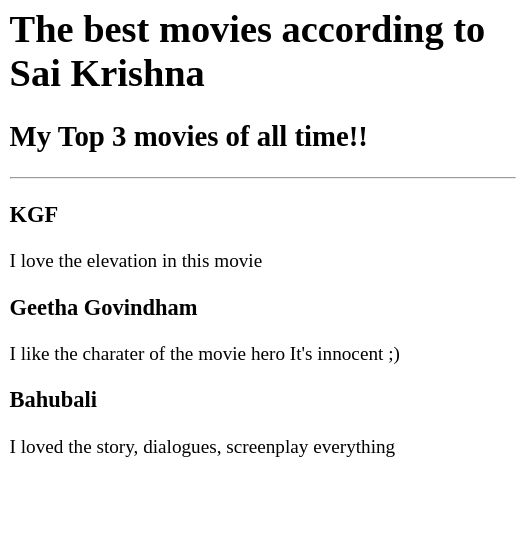 The best movies according to
Sai Krishna
My Top 3 movies of all time!!
KGF
I love the elevation in this movie
Geetha Govindham
I like the charater of the movie hero It's innocent ;)
Bahubali
I loved the story, dialogues, screenplay everything